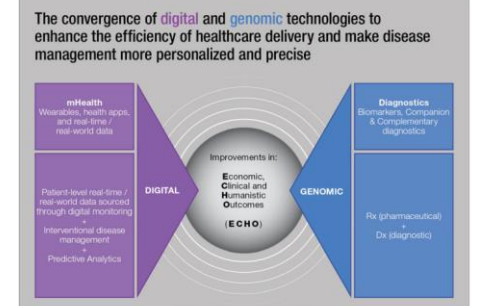 The convergence of digital and genomic technologies to
enhance the efficiency of healthcare delivery and make disease
management more personalized and precise
mHealth
Wearables, health apps,
and real-time /
real-world data
Patient-level real-time /
real-world data sourced
through digital monitoring
+
Interventional disease
management
+
Predictive Analytics
DIGITAL
Improvements in:
Economic,
Clinical and
Humanistic
Outcomes
(ECHO)
GENOMIC
Diagnostics
Biomarkers, Companion
& Complementary
diagnostics
Rx (pharmaceutical)
+
Dx (diagnostic)